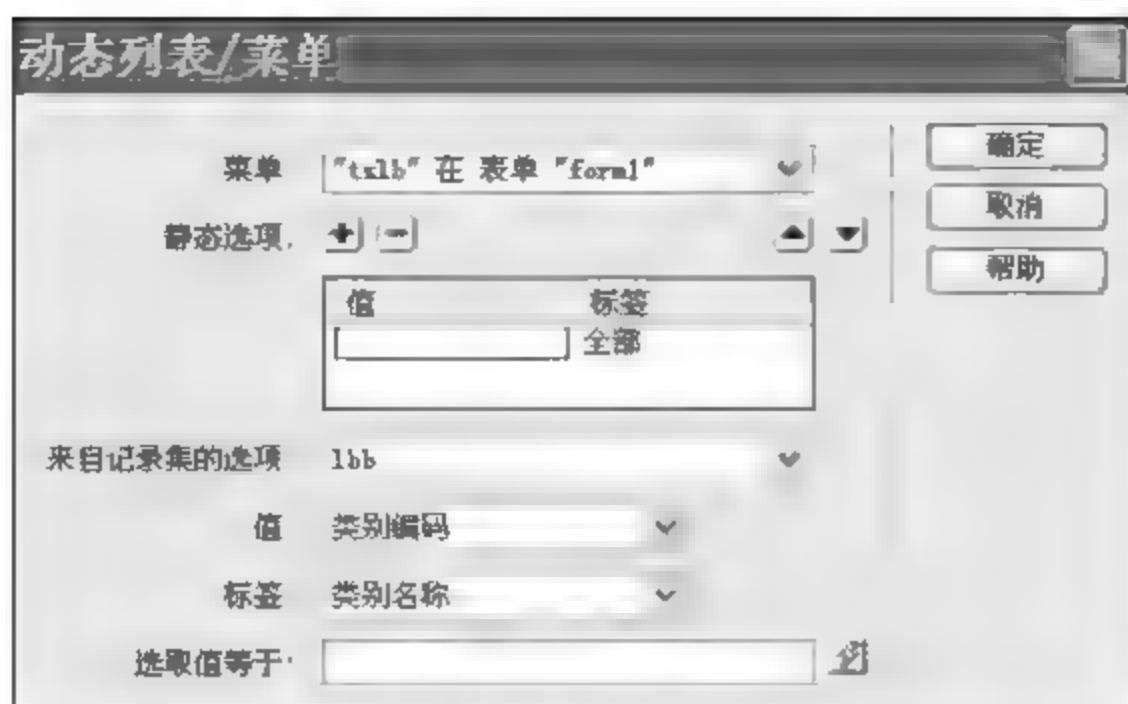 动态列表/菜单
菜单 "txlb" 在 表单 "form1"
确定
取消
静态选项:
帮助
值 标签
全部
来自记录集的选项 lbb
值 类别编码
标签 类别名称
选取值等于: